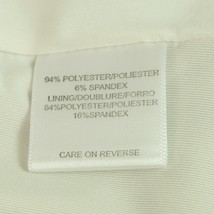 94% POLYESTER/POLIESTER
6% SPANDEX
LINING/DOUBLURE/FORRO
84%POLYESTER/POLIESTER
16%SPANDEX
CARE ON REVERSE